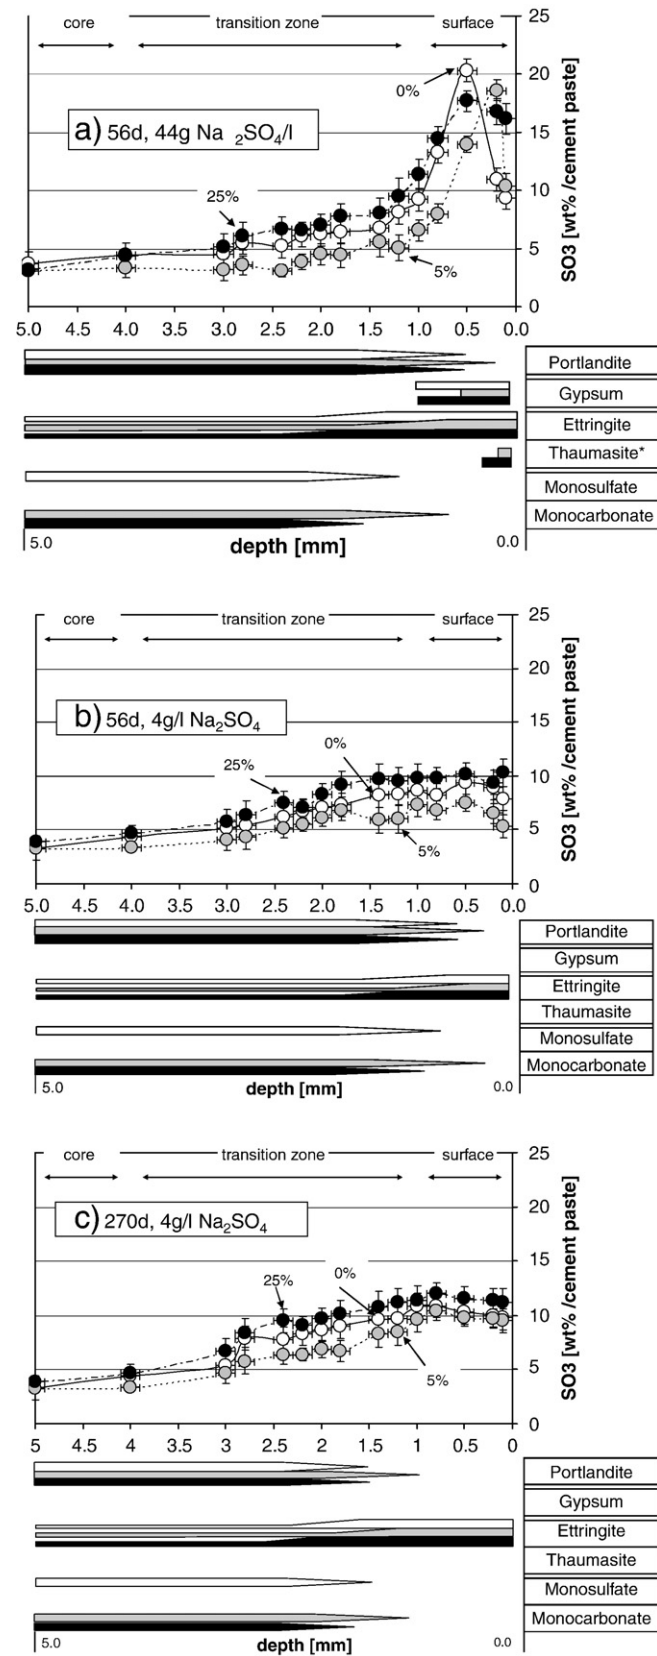 core transition zone surface
25
20
15
10
5
0
SO3 [wt% /cement paste]
a) 56d, 44g Na 2SO4/l
0%
25%
5%
5.0 4.5 4.0 3.5 3.0 2.5 2.0 1.5 1.0 0.5 0.0
Portlandite
Gypsum
Ettringite
Thaumasite*
Monosulfate
Monocarbonate
5.0 depth [mm] 0.0
core transition zone surface
25
20
15
10
5
0
SO3 [wt% /cement paste]
b) 56d, 4g/l Na2SO4
0%
25%
5%
5.0 4.5 4.0 3.5 3.0 2.5 2.0 1.5 1.0 0.5 0.0
Portlandite
Gypsum
Ettringite
Thaumasite
Monosulfate
Monocarbonate
5.0 depth [mm] 0.0
core transition zone surface
25
20
15
10
5
0
SO3 [wt% /cement paste]
c) 270d, 4g/l Na2SO4
0%
25%
5%
5 4.5 4 3.5 3 2.5 2 1.5 1 0.5 0
Portlandite
Gypsum
Ettringite
Thaumasite
Monosulfate
Monocarbonate
5.0 depth [mm] 0.0